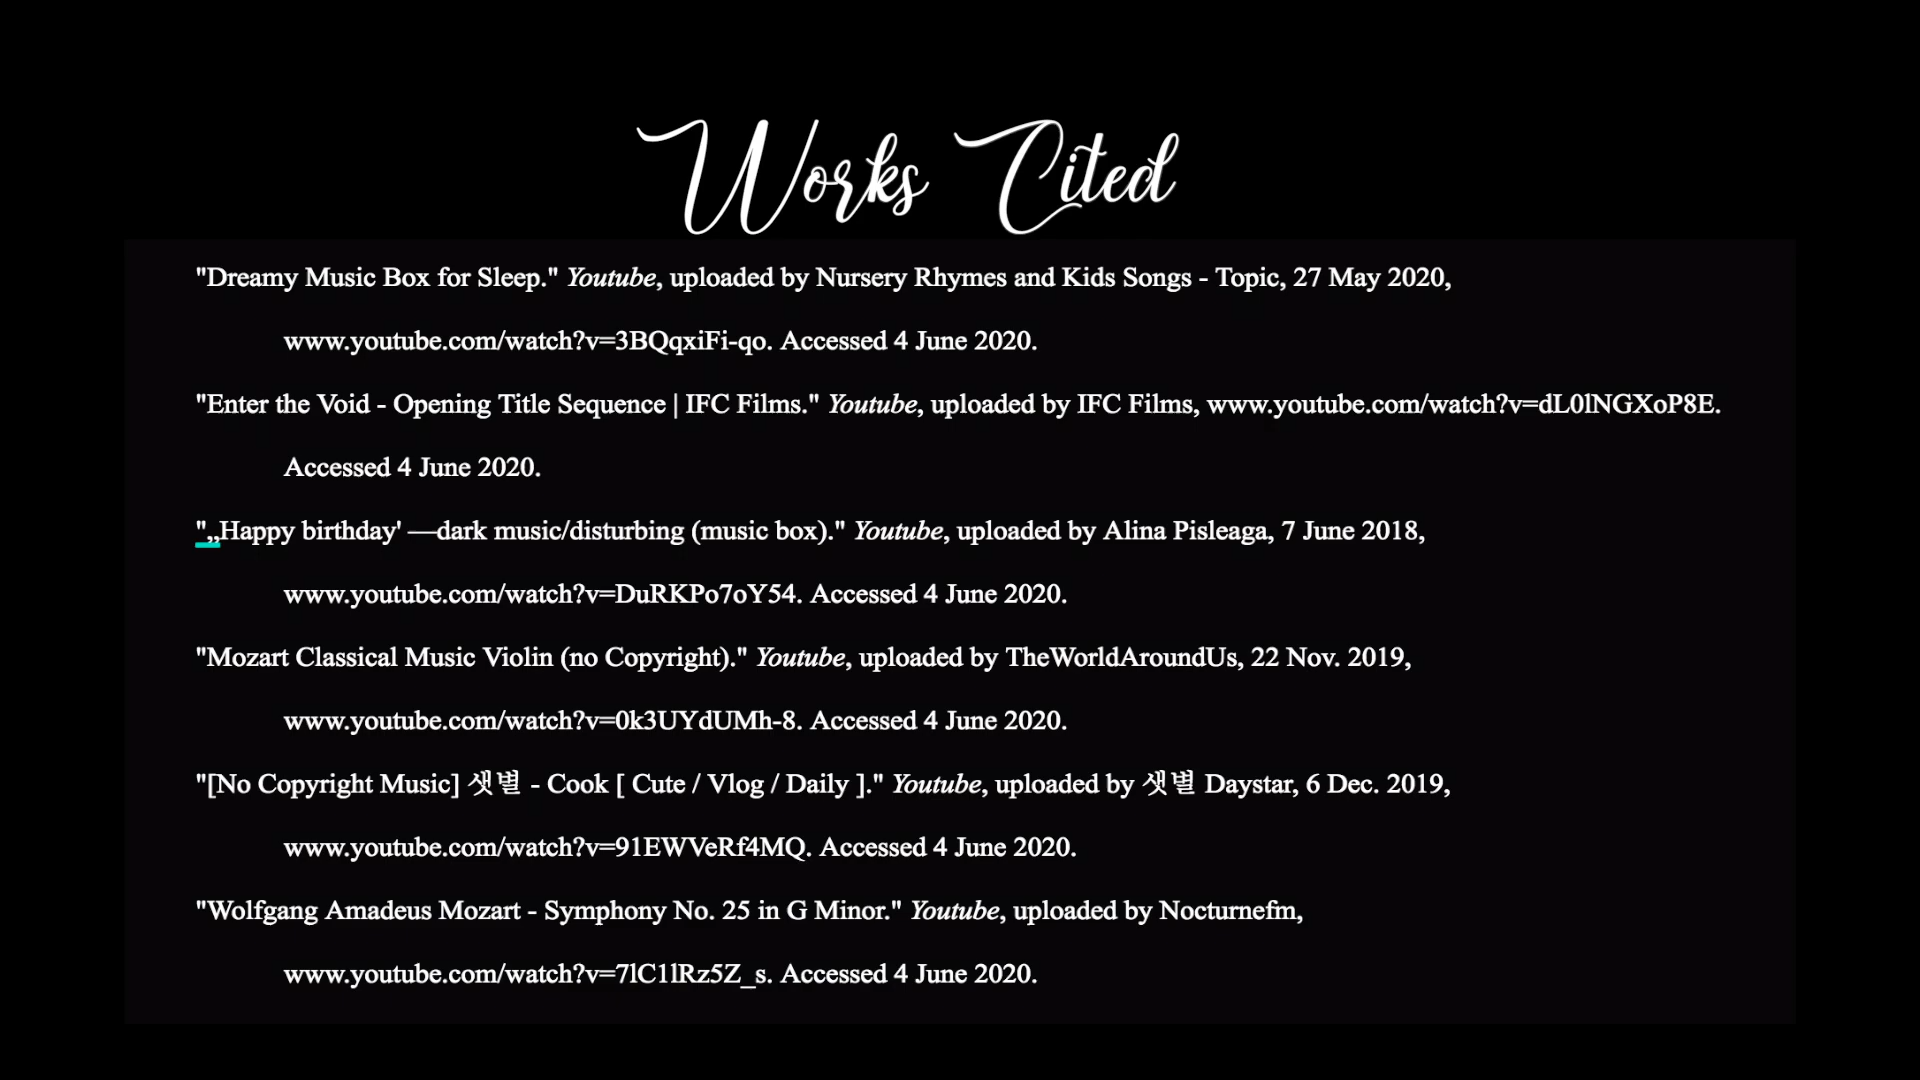 Works Cited
"Dreamy Music Box for Sleep." Youtube, uploaded by Nursery Rhymes and Kids Songs - Topic, 27 May 2020,
www.youtube.com/watch?v=3BQqxiFi-qo. Accessed 4 June 2020.
"Enter the Void - Opening Title Sequence | IFC Films." Youtube, uploaded by IFC Films, www.youtube.com/watch?v=dL0lNGXoP8E.
Accessed 4 June 2020.
"„Happy birthday' —dark music/disturbing (music box)." Youtube, uploaded by Alina Pisleaga, 7 June 2018,
www.youtube.com/watch?v=DuRKPo7oY54. Accessed 4 June 2020.
"Mozart Classical Music Violin (no Copyright)." Youtube, uploaded by TheWorldAroundUs, 22 Nov. 2019,
www.youtube.com/watch?v=0k3UYdUMh-8. Accessed 4 June 2020.
"[No Copyright Music] 샛별 - Cook [ Cute / Vlog / Daily ]." Youtube, uploaded by 샛별 Daystar, 6 Dec. 2019,
www.youtube.com/watch?v=91EWVeRf4MQ. Accessed 4 June 2020.
"Wolfgang Amadeus Mozart - Symphony No. 25 in G Minor." Youtube, uploaded by Nocturnefm,
www.youtube.com/watch?v=7lC1lRz5Z_s. Accessed 4 June 2020.